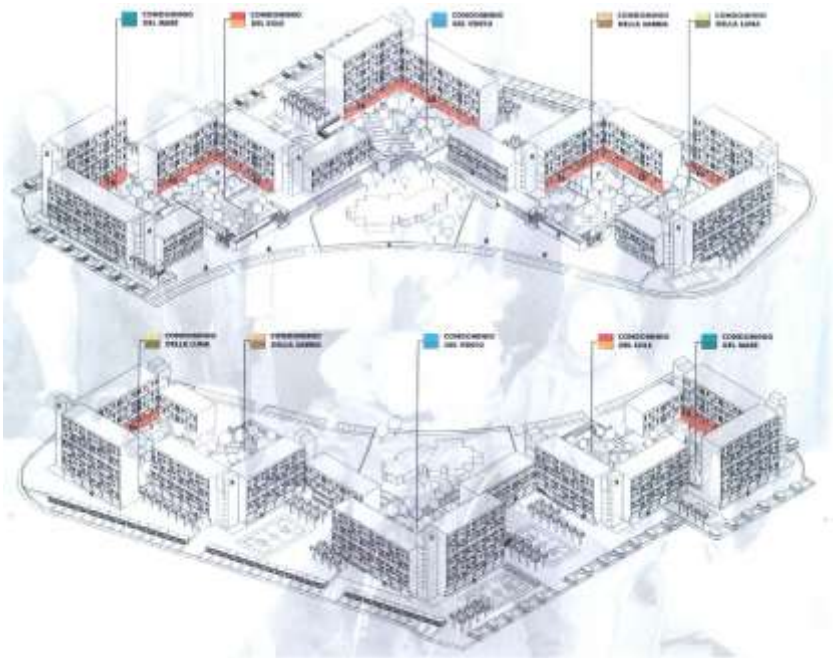 CONDOMINIO
DEL MARE
CONDOMINIO
DEL SOLE
CONDOMINIO
DEL VENTO
CONDOMINIO
DELLA SABBIA
CONDOMINIO
DELLA LUNA
CONDOMINIO
DELLA LUNA
CONDOMINIO
DELLA SABBIA
CONDOMINIO
DEL VENTO
CONDOMINIO
DEL SOLE
CONDOMINIO
DEL MARE